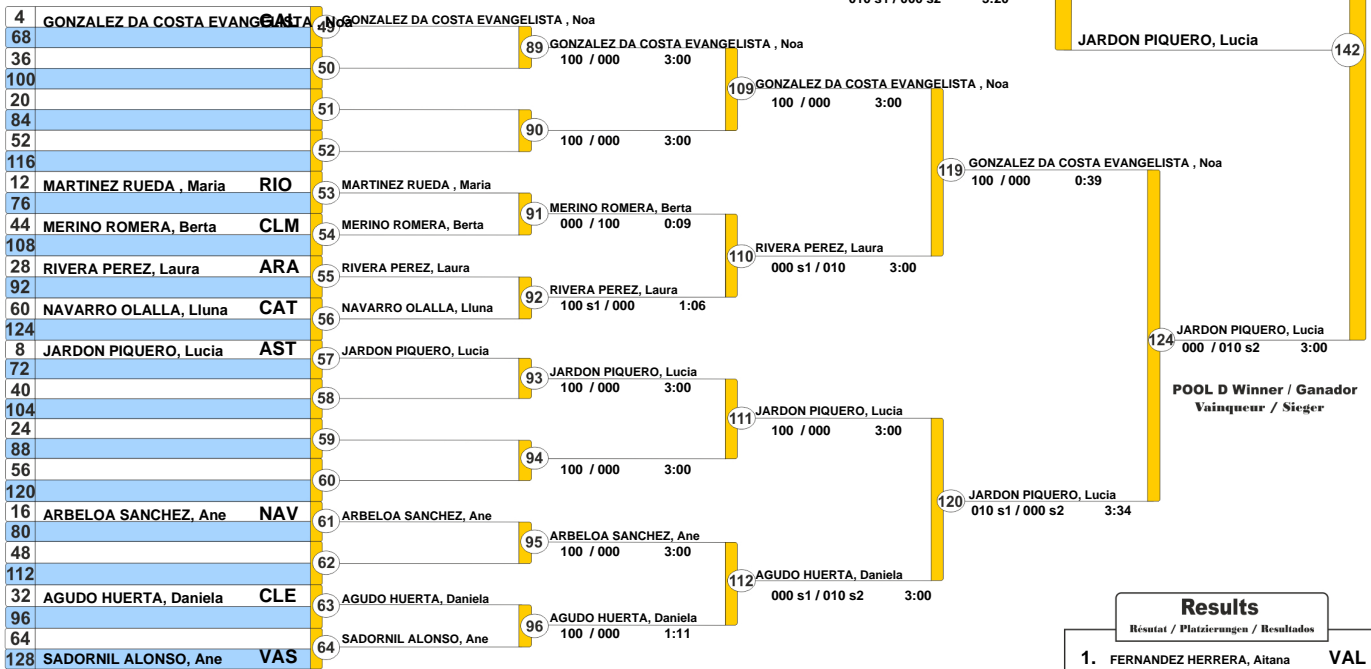 010 s1 / 000 s2 3:20
4 GONZALEZ DA COSTA EVANGELISTA , Noa GAL
68
36
100
20
84
52
116
12 MARTINEZ RUEDA , Maria RIO
76
44 MERINO ROMERA, Berta CLM
108
28 RIVERA PEREZ, Laura ARA
92
60 NAVARRO OLALLA, Lluna CAT
124
8 JARDON PIQUERO, Lucia AST
72
40
104
24
88
56
120
16 ARBELOA SANCHEZ, Ane NAV
80
48
112
32 AGUDO HUERTA, Daniela CLE
96
64
128 SADORNIL ALONSO, Ane VAS
49 GONZALEZ DA COSTA EVANGELISTA , Noa
50
51
52
53 MARTINEZ RUEDA , Maria
54 MERINO ROMERA, Berta
55 RIVERA PEREZ, Laura
56 NAVARRO OLALLA, Lluna
57 JARDON PIQUERO, Lucia
58
59
60
61 ARBELOA SANCHEZ, Ane
62
63 AGUDO HUERTA, Daniela
64 SADORNIL ALONSO, Ane
89 GONZALEZ DA COSTA EVANGELISTA , Noa
100 / 000 3:00
90
100 / 000 3:00
91 MERINO ROMERA, Berta
000 / 100 0:09
92 RIVERA PEREZ, Laura
100 s1 / 000 1:06
93 JARDON PIQUERO, Lucia
100 / 000 3:00
94
100 / 000 3:00
95 ARBELOA SANCHEZ, Ane
100 / 000 3:00
96 AGUDO HUERTA, Daniela
100 / 000 1:11
109 GONZALEZ DA COSTA EVANGELISTA , Noa
100 / 000 3:00
110 RIVERA PEREZ, Laura
000 s1 / 010 3:00
111 JARDON PIQUERO, Lucia
100 / 000 3:00
112 AGUDO HUERTA, Daniela
000 s1 / 010 s2 3:00
119 GONZALEZ DA COSTA EVANGELISTA , Noa
100 / 000 0:39
120 JARDON PIQUERO, Lucia
010 s1 / 000 s2 3:34
124 JARDON PIQUERO, Lucia
000 / 010 s2 3:00
POOL D Winner / Ganador
Vainqueur / Sieger
JARDON PIQUERO, Lucia
142
Results
Résutat / Platzierungen / Resultados
1. FERNANDEZ HERRERA, Aitana VAL